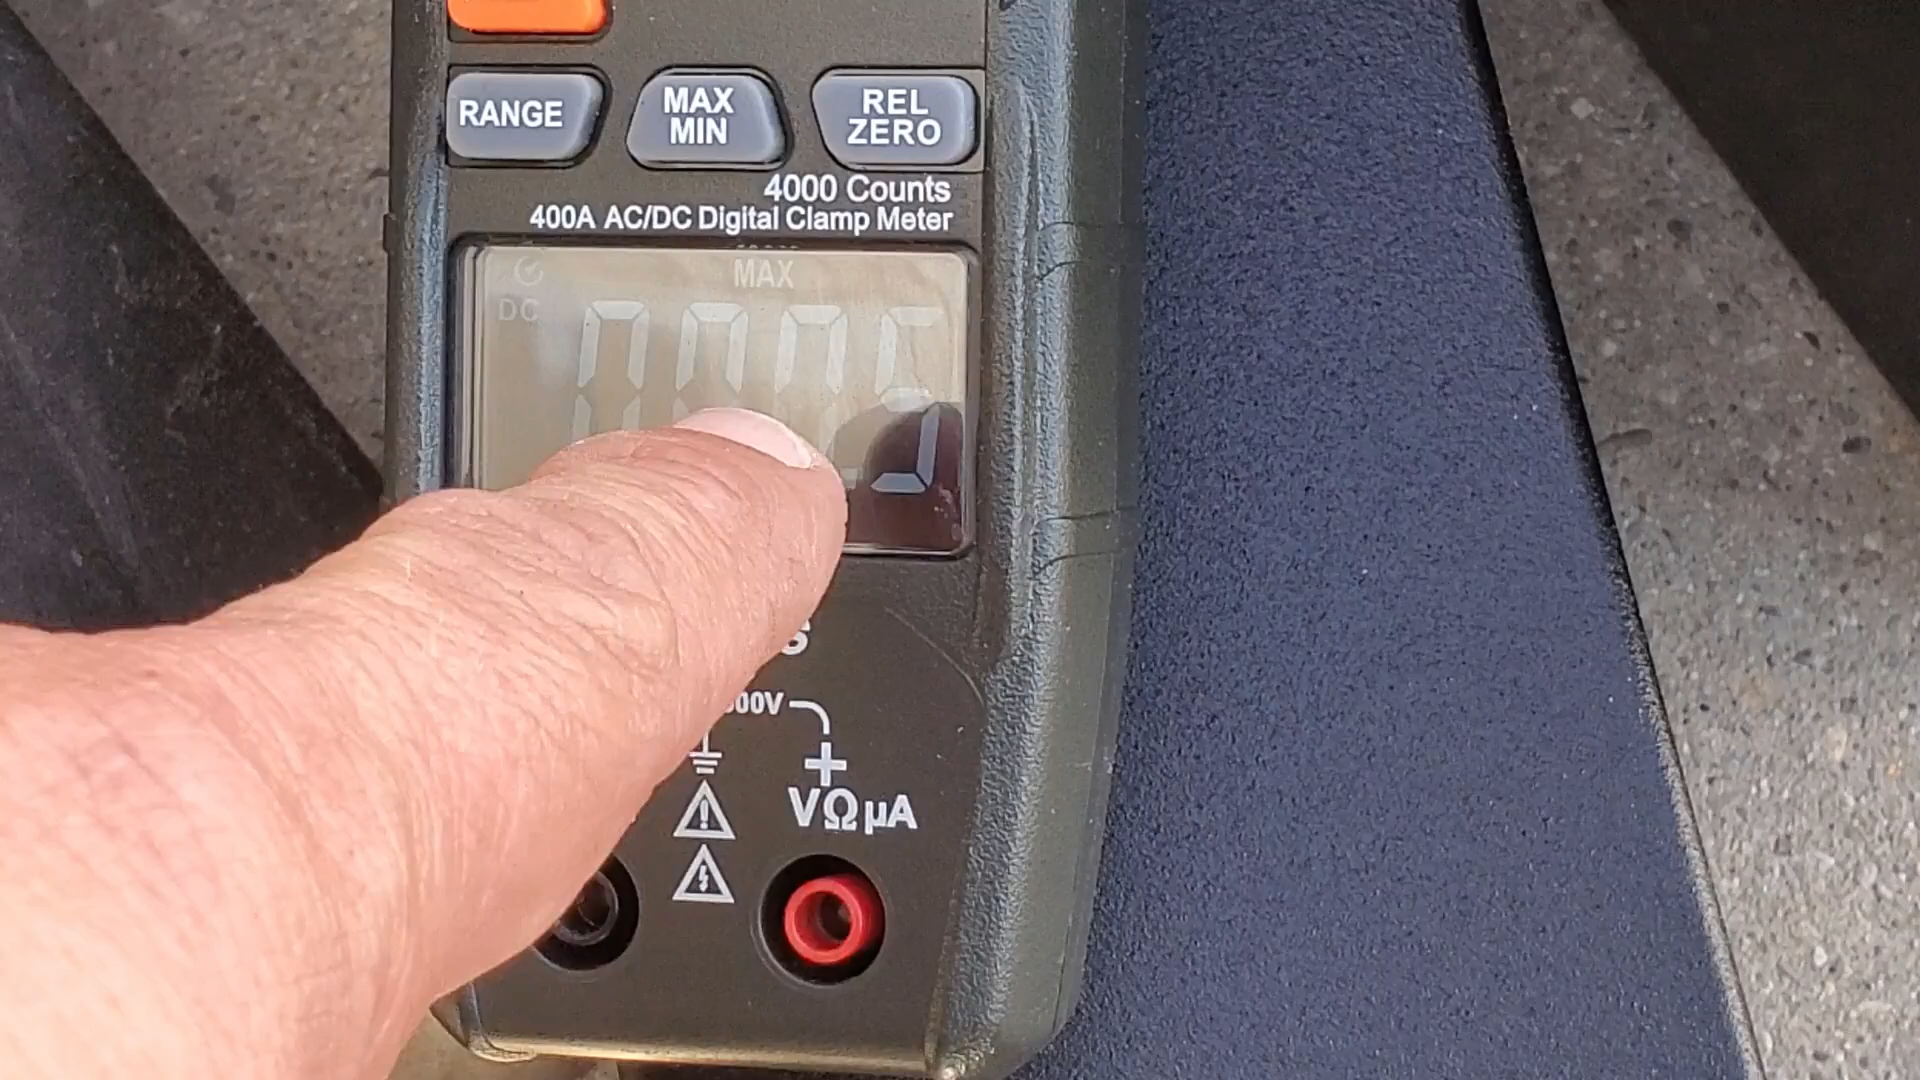 RANGE
MAX
MIN
REL
ZERO
4000 Counts
400A AC/DC Digital Clamp Meter
MAX
DC
+
VΩµA